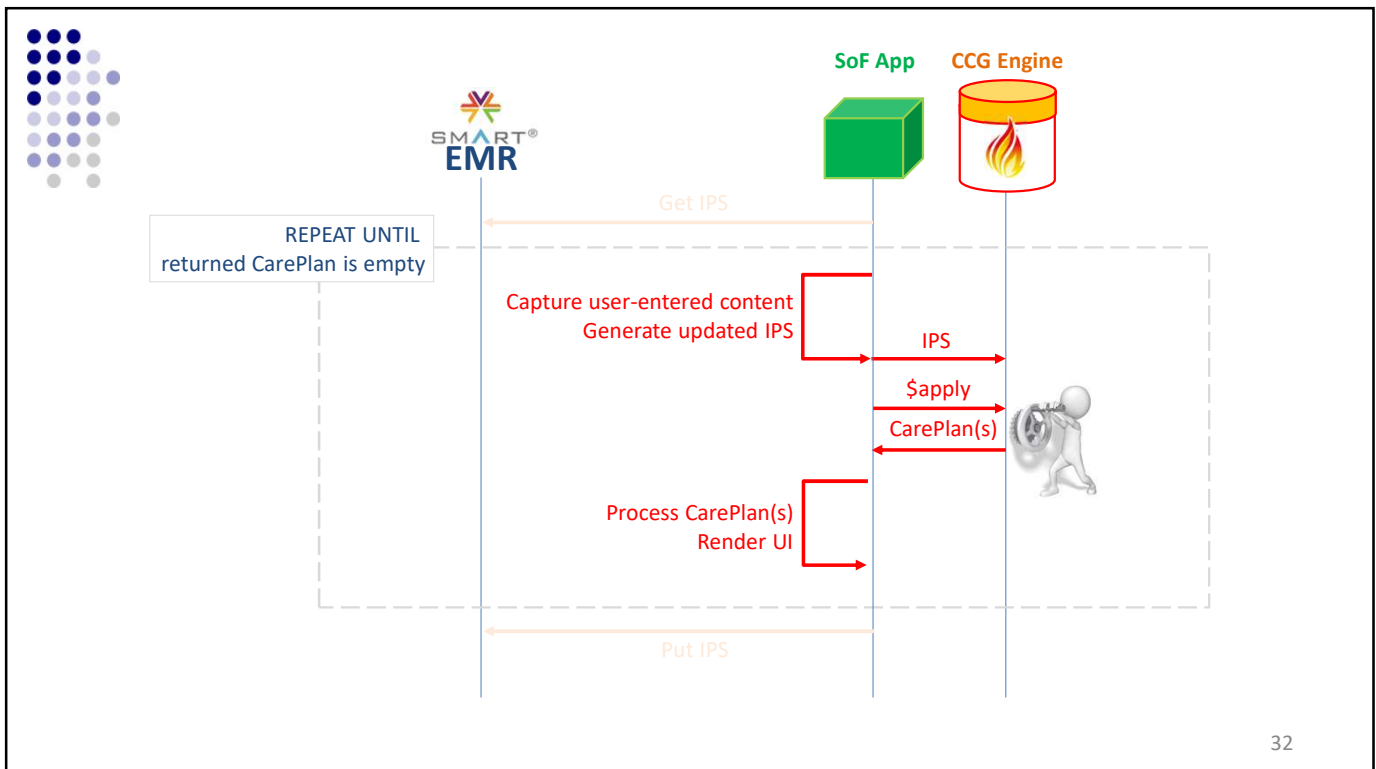 SoF App
CCG Engine
SMART®
EMR
Get IPS
REPEAT UNTIL
returned CarePlan is empty
Capture user-entered content
Generate updated IPS
IPS
$apply
CarePlan(s)
Process CarePlan(s)
Render UI
Put IPS
32